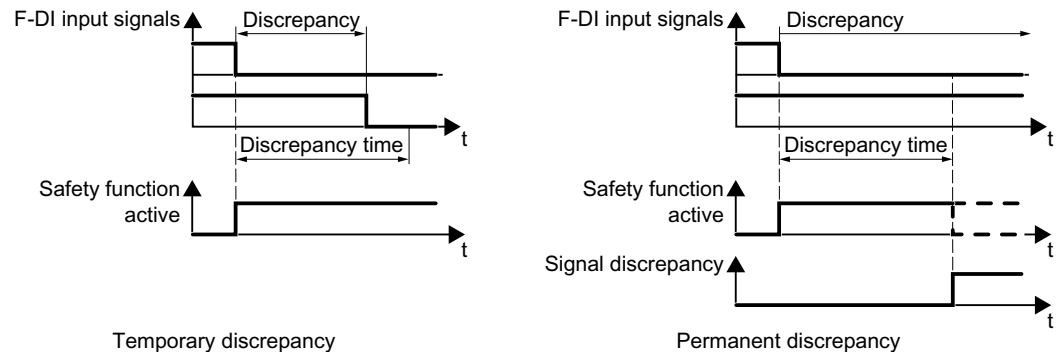 F-DI input signals
Discrepancy
t
Discrepancy time
Safety function
active
t
Temporary discrepancy
F-DI input signals
Discrepancy
t
Discrepancy time
Safety function
active
t
Signal discrepancy
t
Permanent discrepancy